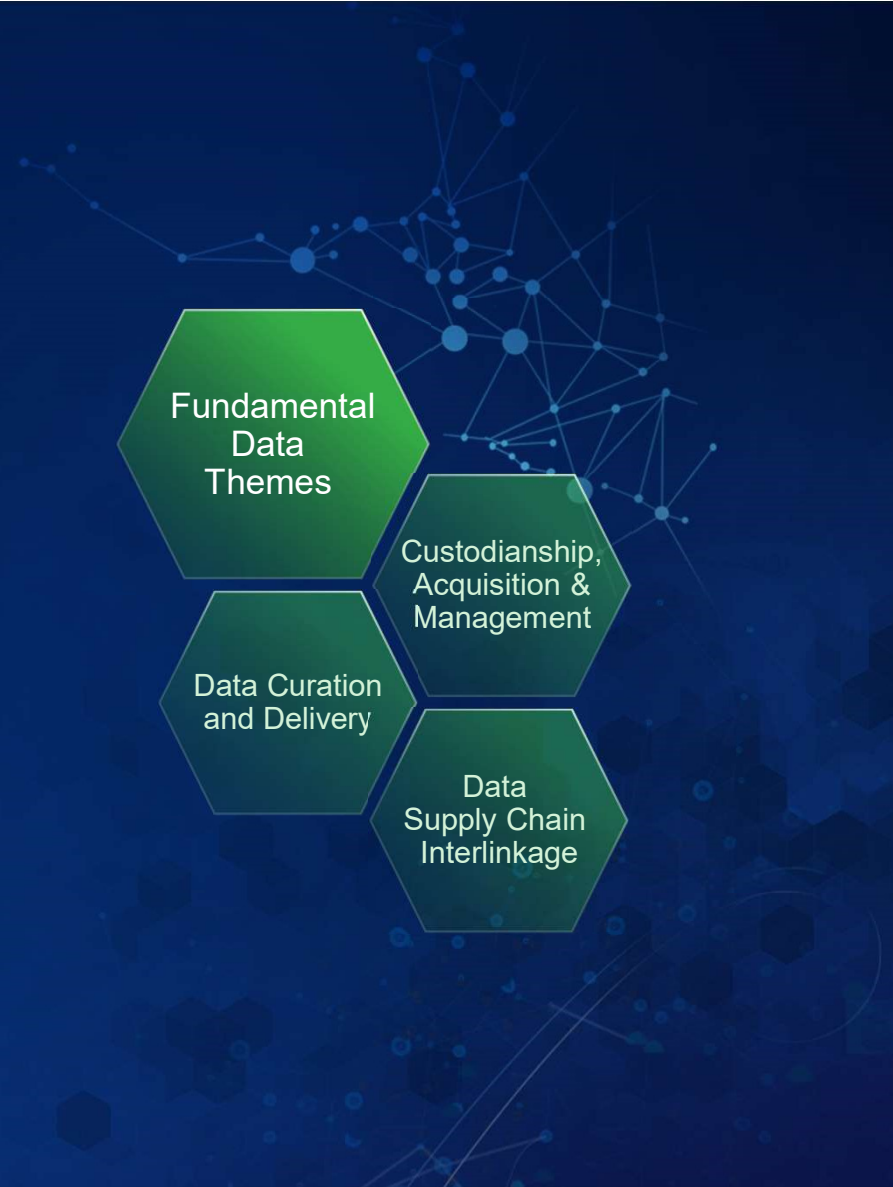 Fundamental
Data
Themes
Custodianship,
Acquisition &
Management
Data Curation
and Delivery
Data
Supply Chain
Interlinkage